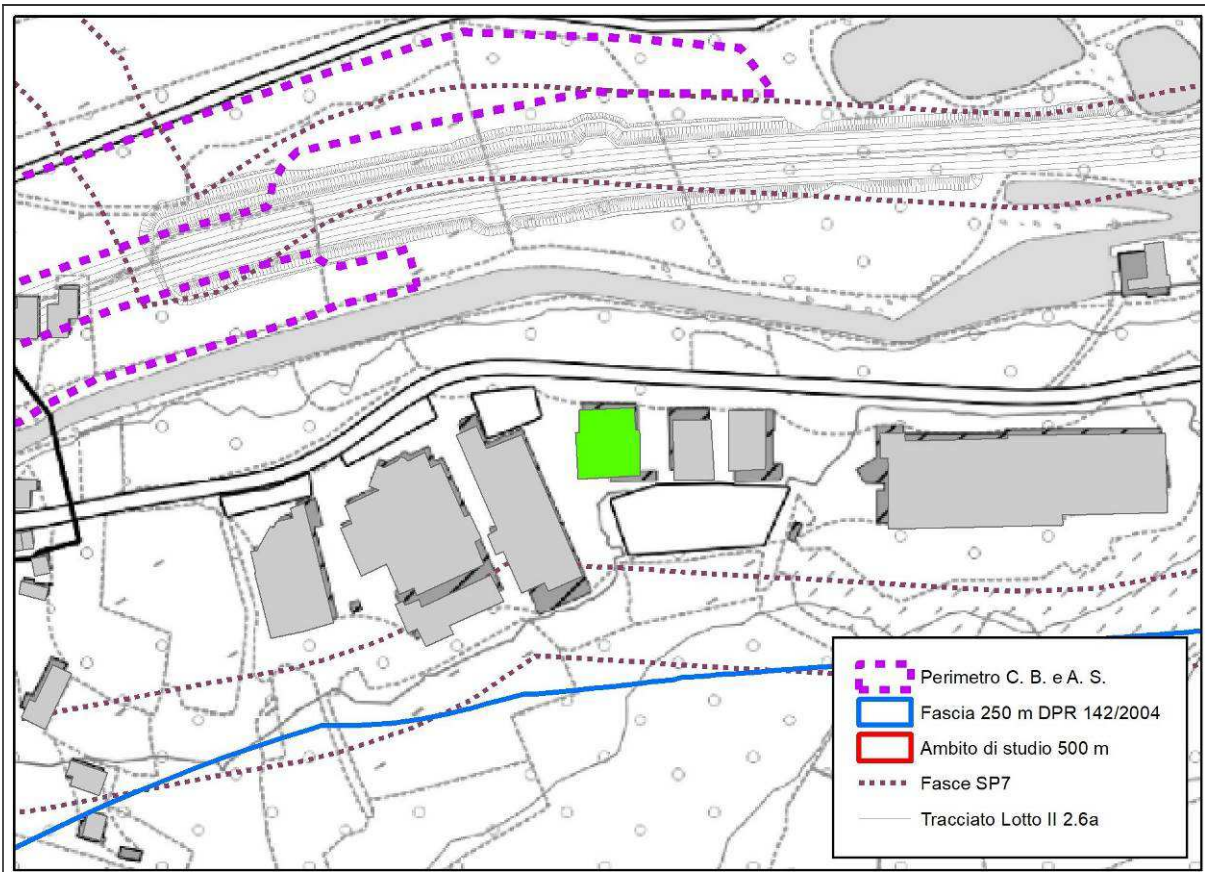 Perimetro C. B. e A. S.
Fascia 250 m DPR 142/2004
Ambito di studio 500 m
Fasce SP7
Tracciato Lotto II 2.6a